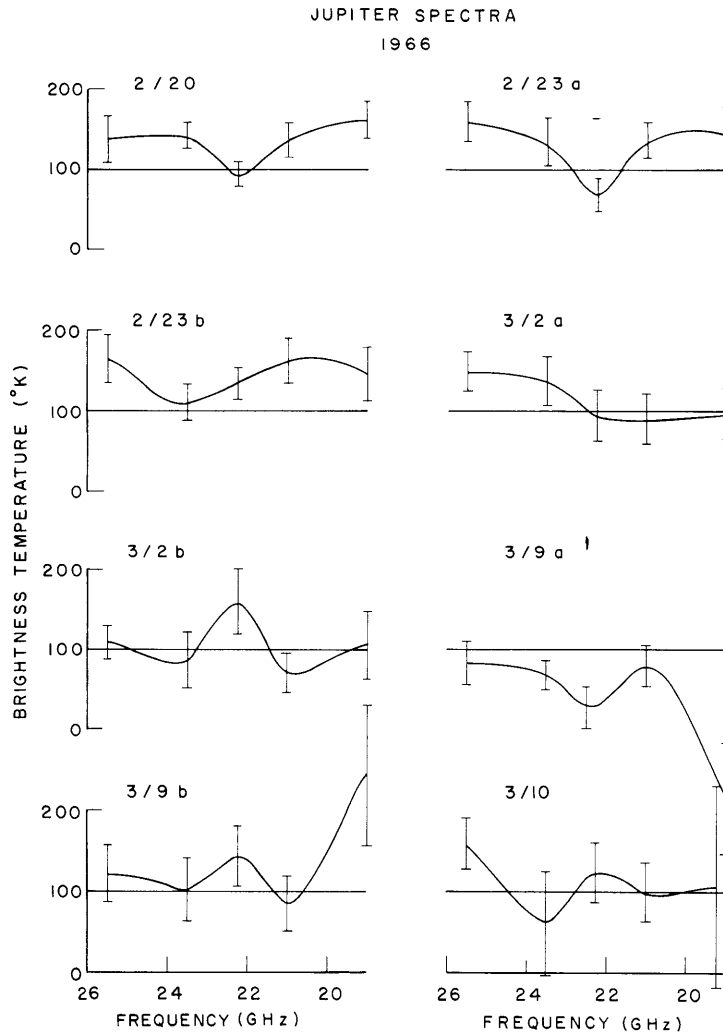 JUPITER SPECTRA
1966
BRIGHTNESS TEMPERATURE (°K)
2/20
2/23 a
200
100
0
2/23 b
3/2 a
200
100
0
3/2 b
3/9 a
200
100
0
3/9 b
3/10
200
100
0
26 24 22 20
26 24 22 20
FREQUENCY (GHz)
FREQUENCY (GHz)